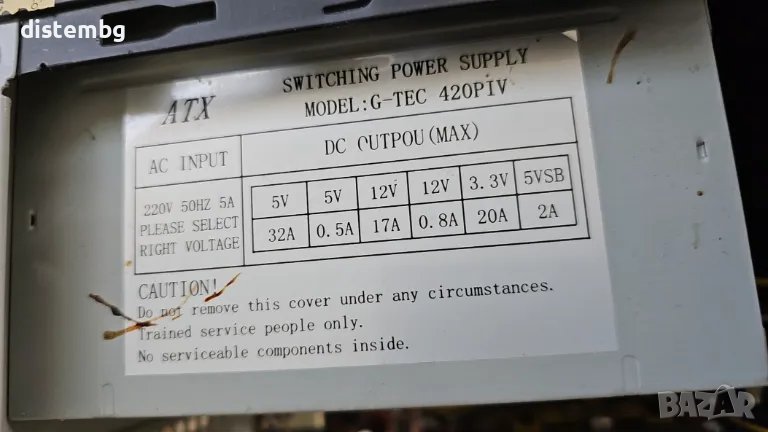 distembg
SWITCHING POWER SUPPLY
ATX
MODEL:G-TEC 420PIV
AC INPUT
DC OUTPOU(MAX)
220V 50HZ 5A
PLEASE SELECT
RIGHT VOLTAGE
5V 5V 12V 12V 3.3V 5VSB
32A 0.5A 17A 0.8A 20A 2A
CAUTION!
Do not remove this cover under any circumstances.
Trained service people only.
No serviceable components inside.
BAZAR